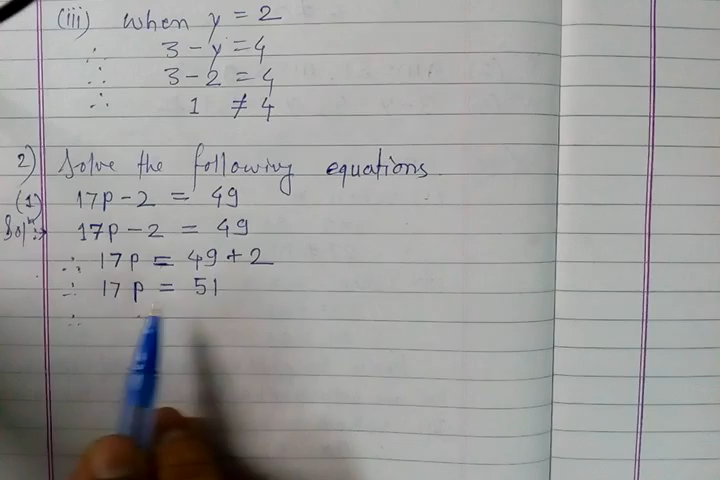 (iii) when y = 2
∴ 3 - y = 4
∴ 3 - 2 = 4
∴ 1 ≠ 4
2) Solve the following equations.
(1) 17p - 2 = 49
Solⁿ:→ 17p - 2 = 49
∴ 17p = 49 + 2
∴ 17p = 51
∴